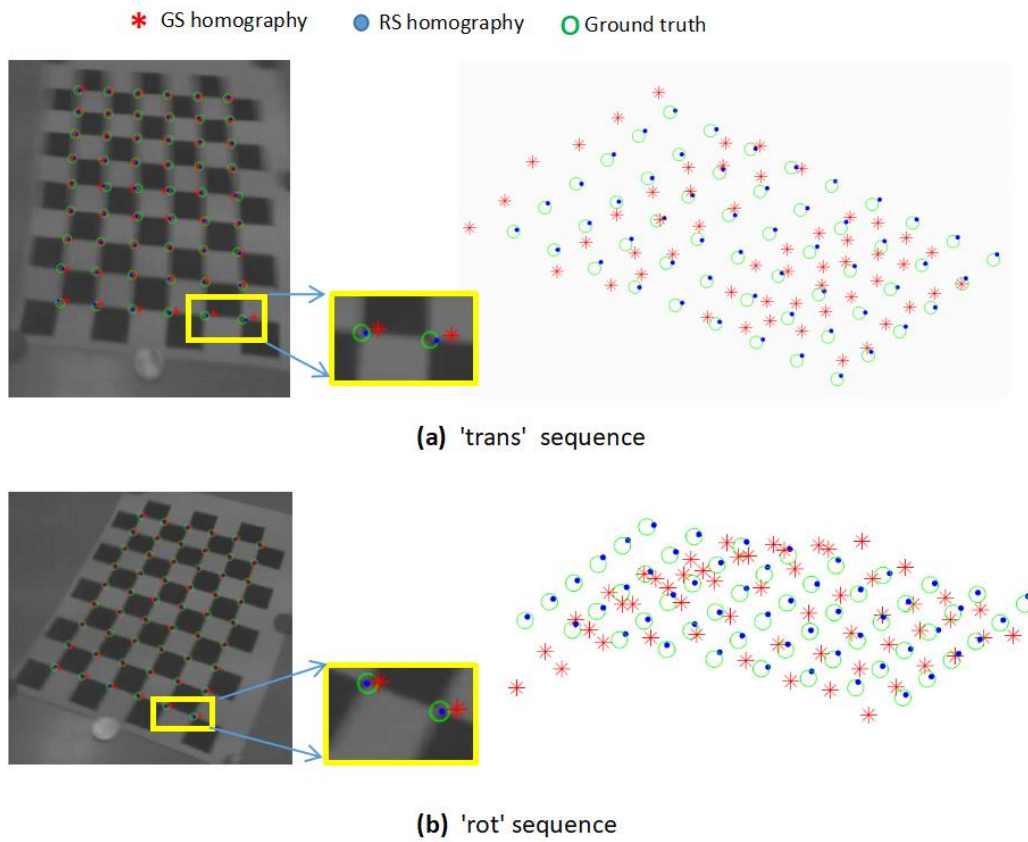 GS homography RS homography Ground truth
(a) 'trans' sequence
(b) 'rot' sequence